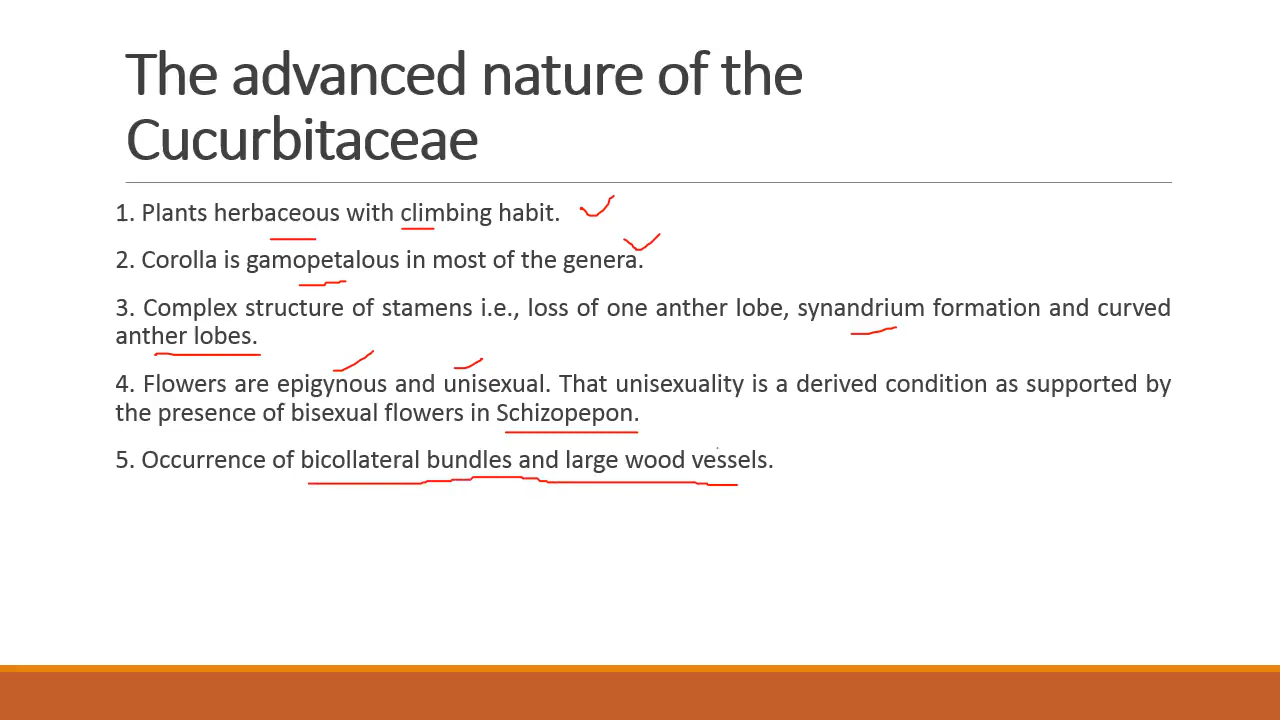 The advanced nature of the
Cucurbitaceae
1. Plants herbaceous with climbing habit.
2. Corolla is gamopetalous in most of the genera.
3. Complex structure of stamens i.e., loss of one anther lobe, synandrium formation and curved
anther lobes.
4. Flowers are epigynous and unisexual. That unisexuality is a derived condition as supported by
the presence of bisexual flowers in Schizopepon.
5. Occurrence of bicollateral bundles and large wood vessels.